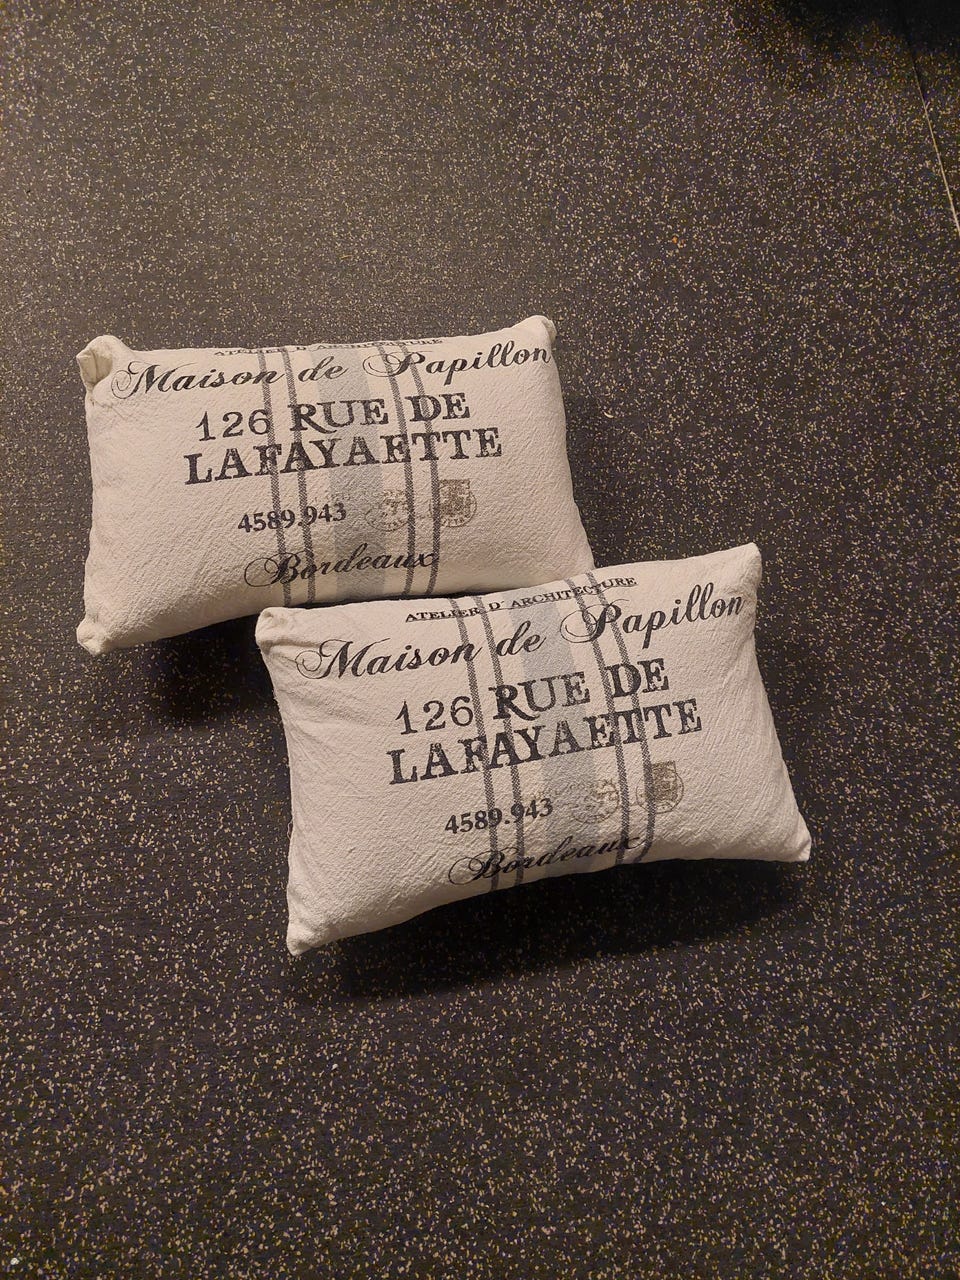 ATELIER D'ARCHITECTURE
Maison de Papillon
126 RUE DE
LAFAYAETTE
4589.943
Bordeaux
ATELIER D'ARCHITECTURE
Maison de Papillon
126 RUE DE
LAFAYAETTE
4589.943
Bordeaux